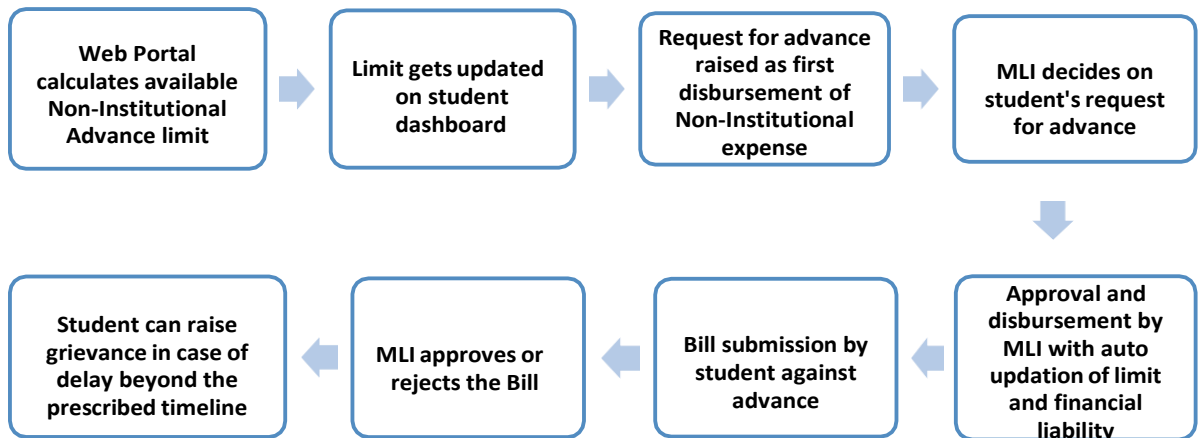 Web Portal
calculates available
Non-Institutional
Advance limit
Limit gets updated
on student
dashboard
Request for advance
raised as first
disbursement of
Non-Institutional
expense
MLI decides on
student's request
for advance
Approval and
disbursement by
MLI with auto
updation of limit
and financial
liability
Bill submission by
student against
advance
MLI approves or
rejects the Bill
Student can raise
grievance in case of
delay beyond the
prescribed timeline